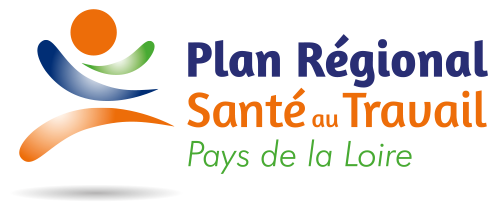 Plan Régional
Santé au Travail
Pays de la Loire